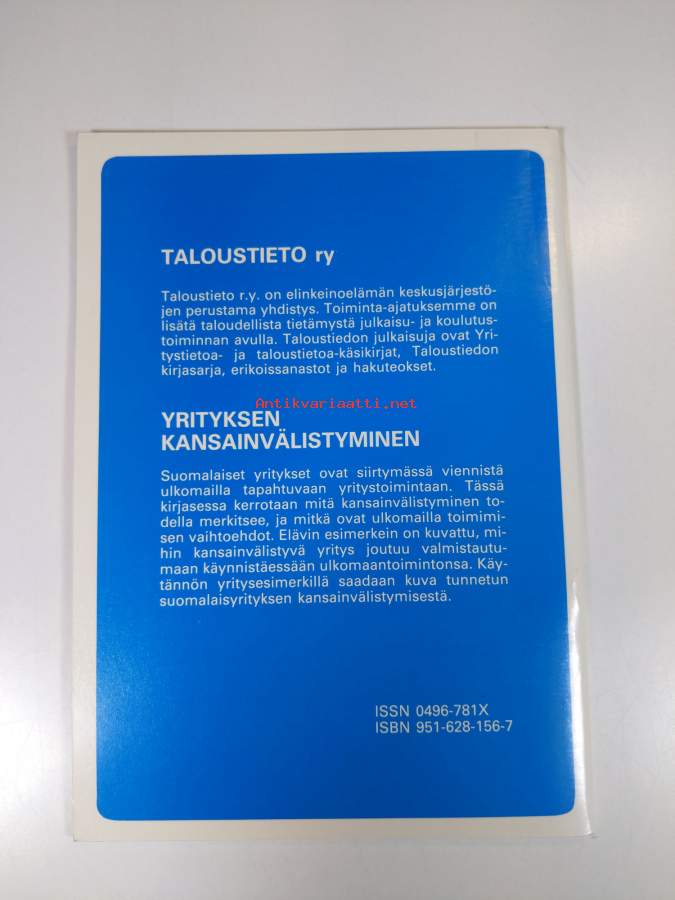 TALOUSTIETO ry
Taloustieto r.y. on elinkeinoelämän keskusjärjestö-
jen perustama yhdistys. Toiminta-ajatuksemme on
lisätä taloudellista tietämystä julkaisu- ja koulutus-
toiminnan avulla. Taloustiedon julkaisuja ovat Yri-
tystietoa- ja taloustietoa-käsikirjat, Taloustiedon
kirjasarja, erikoissanastot ja hakuteokset.
Antikvariaatti.net
YRITYKSEN
KANSAINVÄLISTYMINEN
Suomalaiset yritykset ovat siirtymässä viennistä
ulkomailla tapahtuvaan yritystoimintaan. Tässä
kirjasessa kerrotaan mitä kansainvälistyminen to-
della merkitsee, ja mitkä ovat ulkomailla toimimi-
sen vaihtoehdot. Elävin esimerkein on kuvattu, mi-
hin kansainvälistyvä yritys joutuu valmistautu-
maan käynnistäessään ulkomaantoimintonsa. Käy-
tännön yritysesimerkillä saadaan kuva tunnetun
suomalaisyrityksen kansainvälistymisestä.
ISSN 0496-781X
ISBN 951-628-156-7